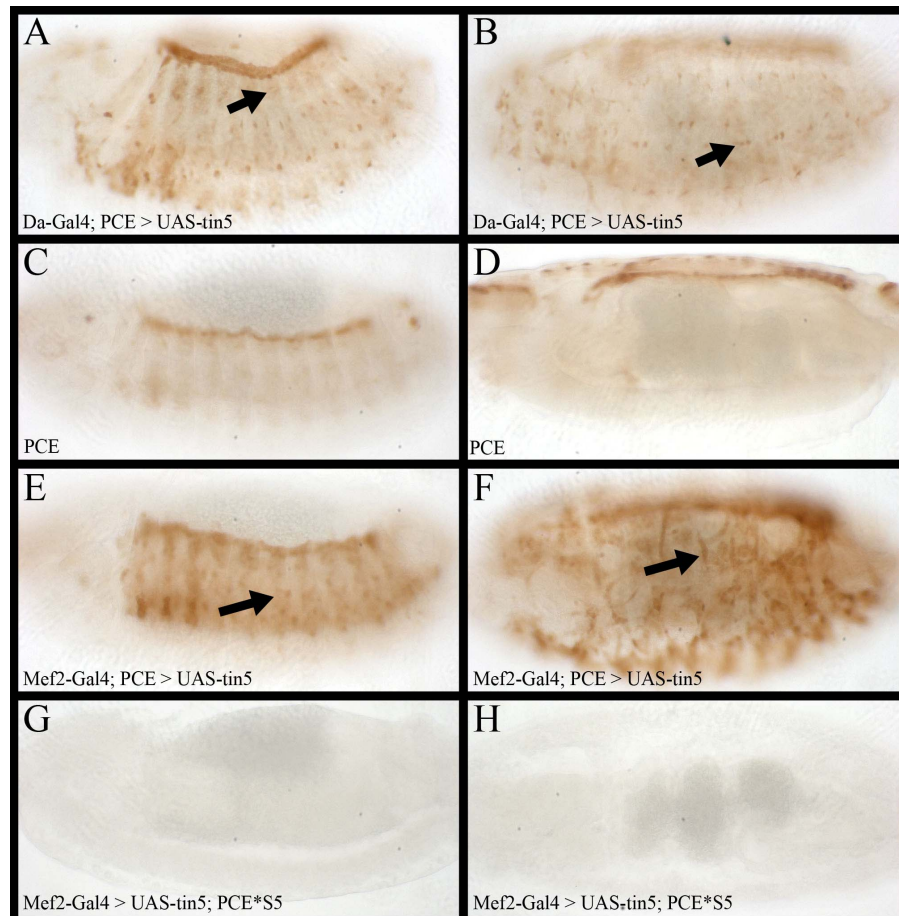 A
B
Da-Gal4; PCE > UAS-tin5
Da-Gal4; PCE > UAS-tin5
C
D
PCE
PCE
E
F
Mef2-Gal4; PCE > UAS-tin5
Mef2-Gal4; PCE > UAS-tin5
G
H
Mef2-Gal4 > UAS-tin5; PCE*S5
Mef2-Gal4 > UAS-tin5; PCE*S5